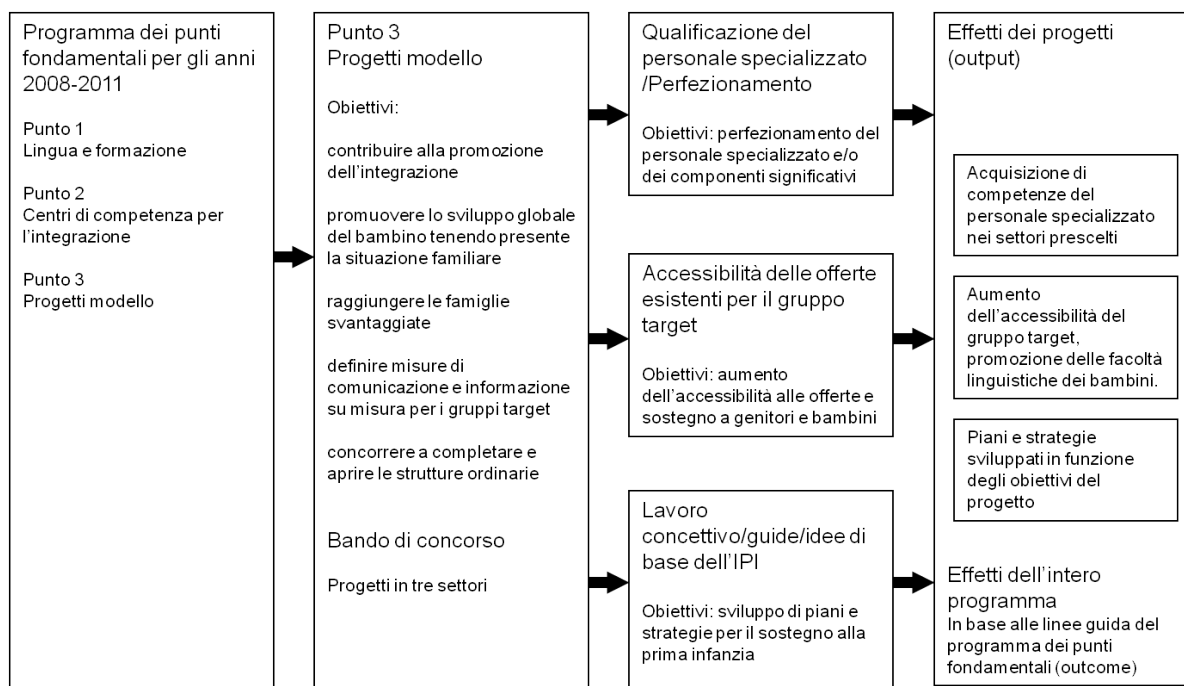 Programma dei punti
fondamentali per gli anni
2008-2011
Punto 1
Lingua e formazione
Punto 2
Centri di competenza per
l'integrazione
Punto 3
Progetti modello
Punto 3
Progetti modello
Obiettivi:
contribuire alla promozione
dell'integrazione
promuovere lo sviluppo globale
del bambino tenendo presente
la situazione familiare
raggiungere le famiglie
svantaggiate
definire misure di
comunicazione e informazione
su misura per i gruppi target
concorrere a completare e
aprire le strutture ordinarie
Bando di concorso
Progetti in tre settori
Qualificazione del
personale specializzato
/Perfezionamento
Obiettivi: perfezionamento del
personale specializzato e/o
dei componenti significativi
Accessibilità delle offerte
esistenti per il gruppo
target
Obiettivi: aumento
dell'accessibilità alle offerte e
sostegno a genitori e bambini
Lavoro
concettivo/guide/idee di
base dell'IPI
Obiettivi: sviluppo di piani e
strategie per il sostegno alla
prima infanzia
Effetti dei progetti
(output)
Acquisizione di
competenze del
personale specializzato
nei settori prescelti
Aumento
dell'accessibilità del
gruppo target,
promozione delle facoltà
linguistiche dei bambini.
Piani e strategie
sviluppati in funzione
degli obiettivi del
progetto
Effetti dell'intero
programma
In base alle linee guida del
programma dei punti
fondamentali (outcome)